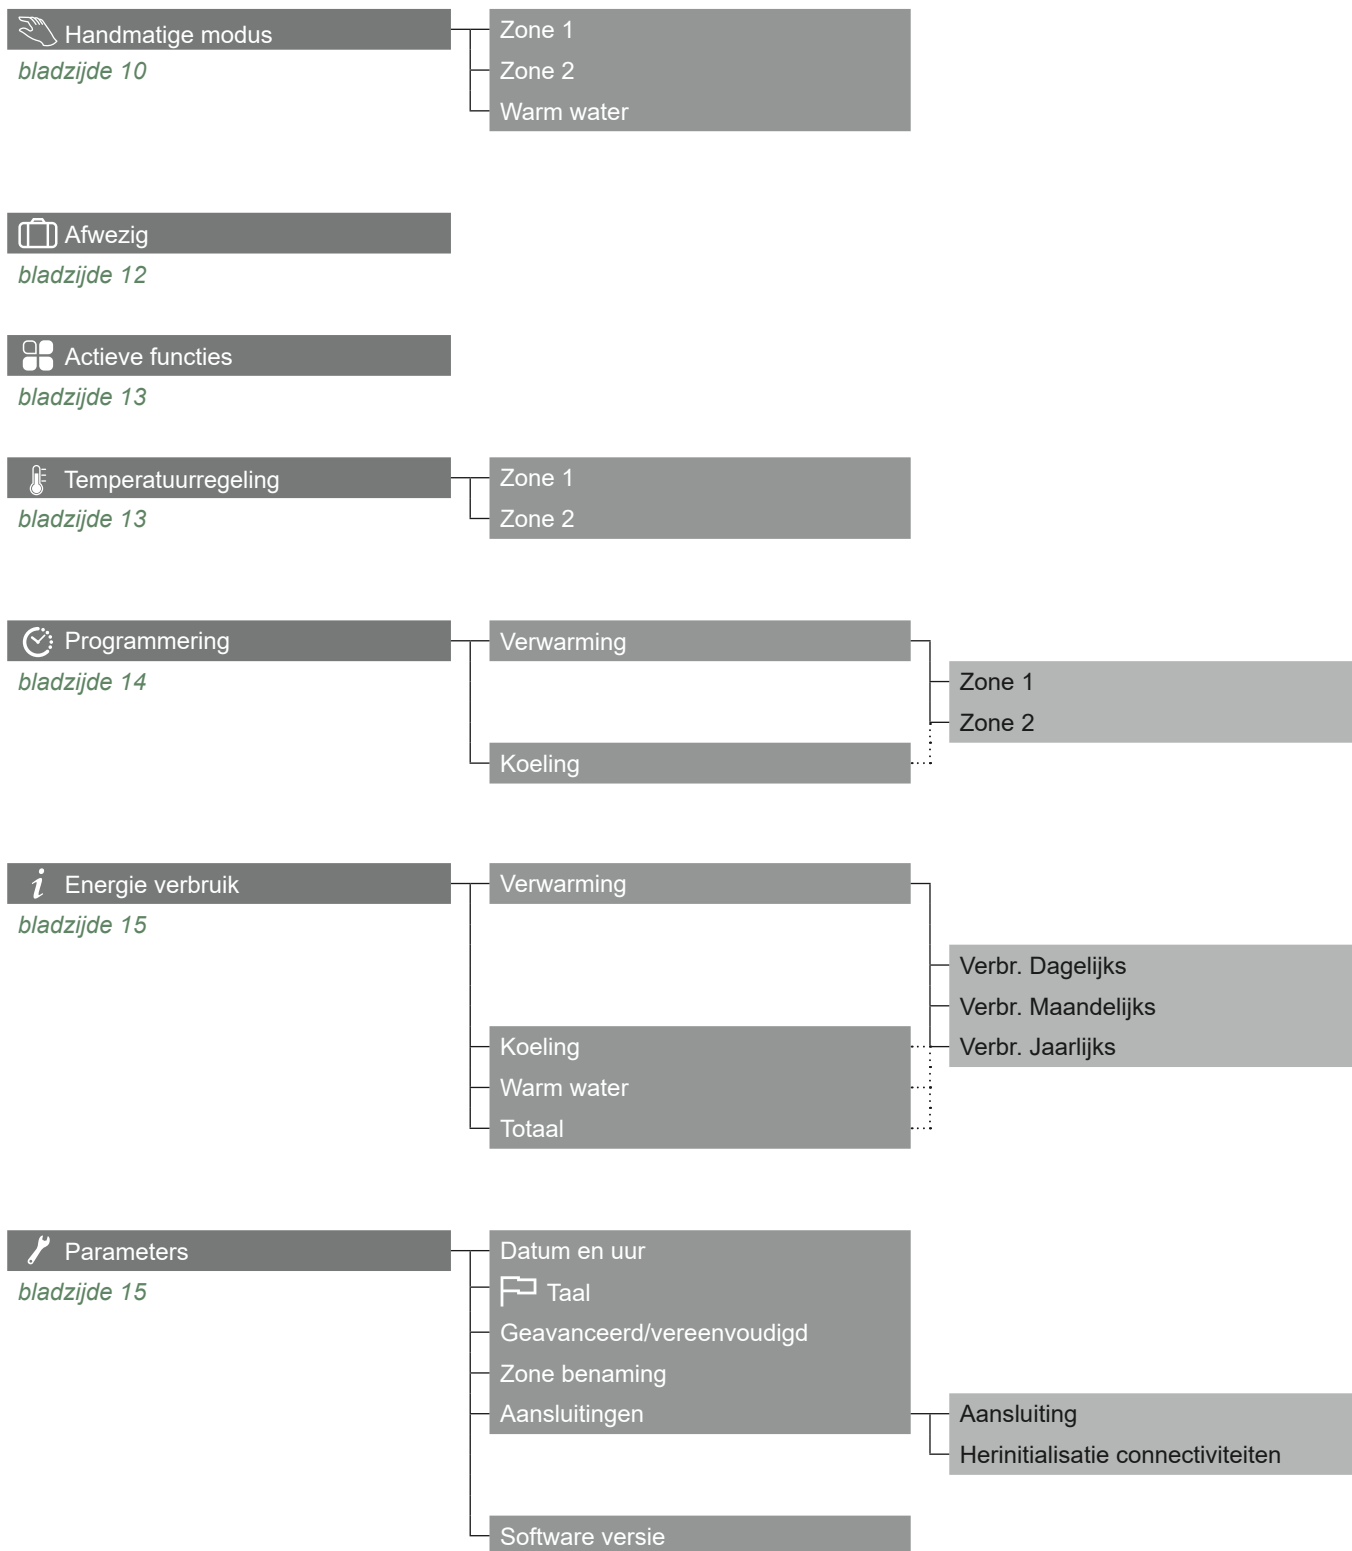 Handmatige modus
bladzijde 10
Zone 1
Zone 2
Warm water
Afwezig
bladzijde 12
Actieve functies
bladzijde 13
Temperatuurregeling
bladzijde 13
Zone 1
Zone 2
Programmering
bladzijde 14
Verwarming
Koeling
Zone 1
Zone 2
Energie verbruik
bladzijde 15
Verwarming
Koeling
Warm water
Totaal
Verbr. Dagelijks
Verbr. Maandelijks
Verbr. Jaarlijks
Parameters
bladzijde 15
Datum en uur
Taal
Geavanceerd/vereenvoudigd
Zone benaming
Aansluitingen
Aansluiting
Herinitialisatie connectiviteiten
Software versie